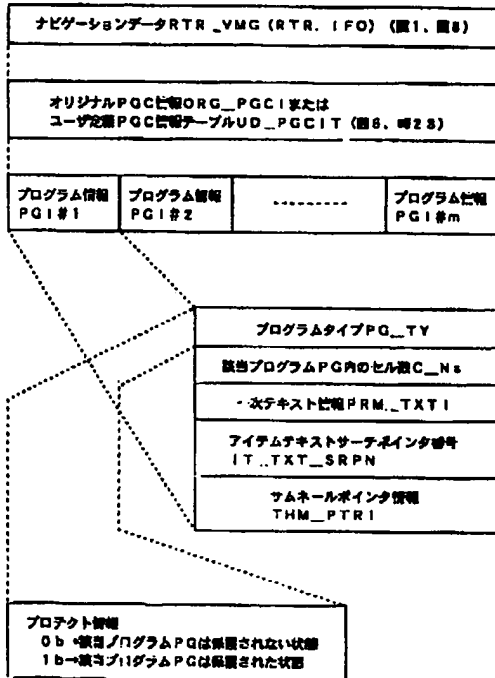 ナビゲーションデータRTR_VMG(RTR.IFO)(図1、図8)
オリジナルPGC情報ORG_PGCIまたは
ユーザ定義PGC情報テーブルUD_PGCIT(図6、
プログラム情報
PGI#1
プログラム情報
PGI#2
---------
プログラム情報
PGI#m
プログラムタイプPG_TY
該当プログラムPG内のセル数C_Ns
一次テキスト情報PRM_TXTI
アイテムテキストサーチポインタ番号
IT_TXT_SRPN
サムネールポインタ情報
THM_PTRI
プロテクト情報
0b→該当プログラムPGは保護されない状態
1b→該当プログラムPGは保護された状態